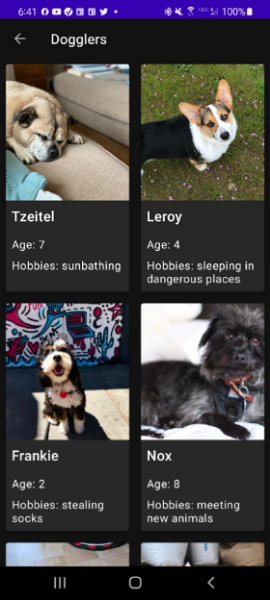 6:41
100%
Dogglers
Tzeitel
Age: 7
Hobbies: sunbathing
Leroy
Age: 4
Hobbies: sleeping in
dangerous places
Frankie
Age: 2
Hobbies: stealing
socks
Nox
Age: 8
Hobbies: meeting
new animals